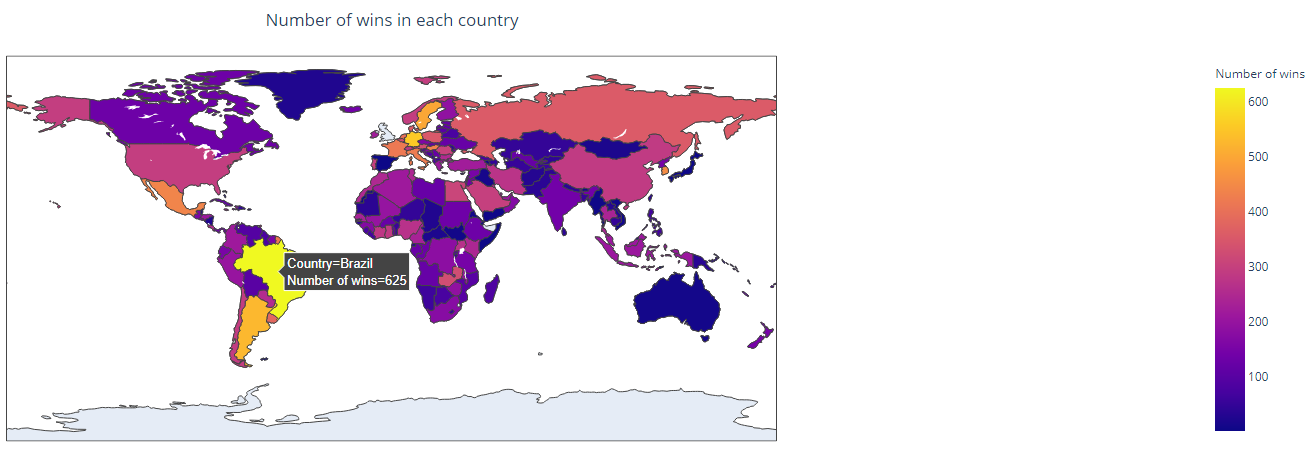 Number of wins in each country
Number of wins
600
500
400
300
200
100
Country=Brazil
Number of wins=625